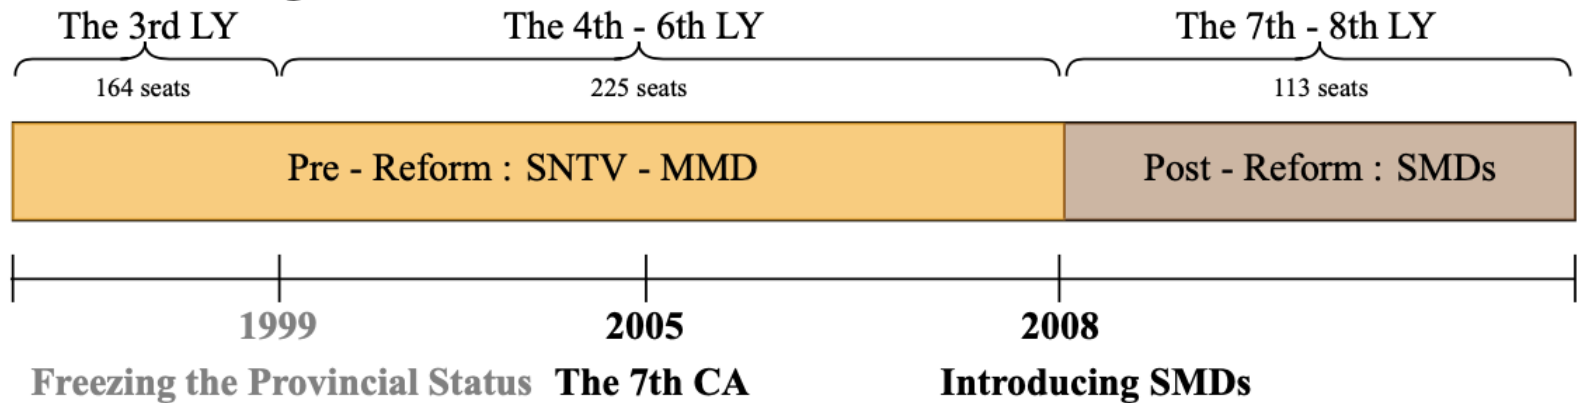 The 3rd LY The 4th - 6th LY The 7th - 8th LY
164 seats 225 seats 113 seats
Pre - Reform : SNTV - MMD Post - Reform : SMDs
1999 2005 2008
Freezing the Provincial Status The 7th CA Introducing SMDs